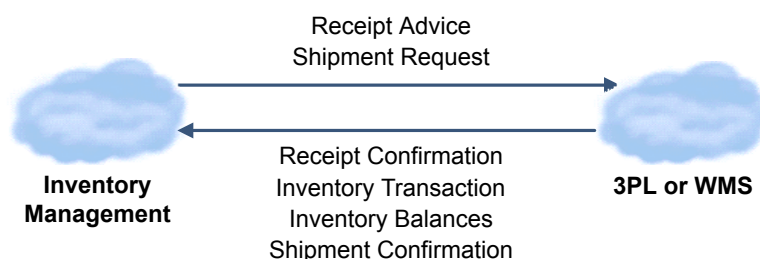 Receipt Advice
Shipment Request
Receipt Confirmation
Inventory Transaction
Inventory Balances
Shipment Confirmation
Inventory
Management
3PL or WMS